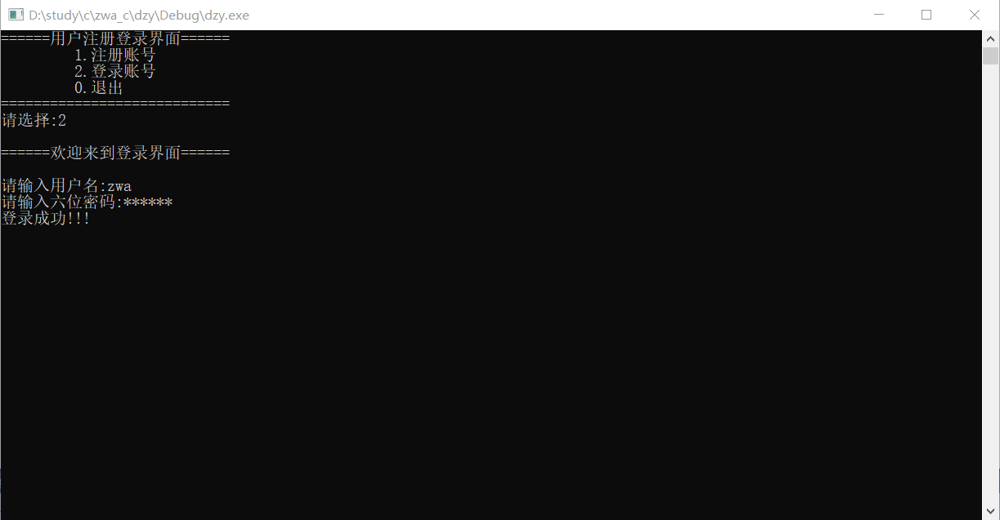 D:\study\c\zwa_c\dzy\Debug\dzy.exe
======用户注册登录界面======
1.注册账号
2.登录账号
0.退出
============================
请选择:2
======欢迎来到登录界面======
请输入用户名:zwa
请输入六位密码:******
登录成功!!!